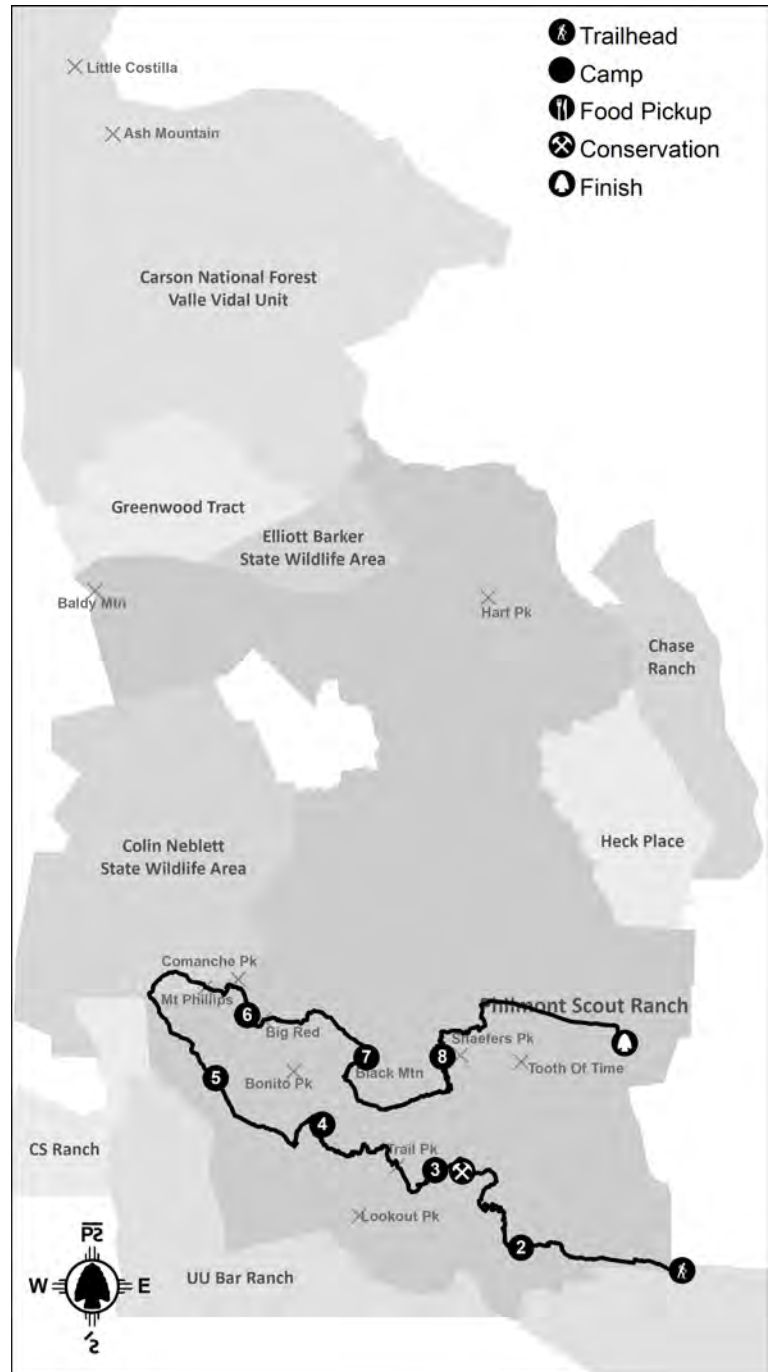 Little Costilla
Ash Mountain
Trailhead
Camp
Food Pickup
Conservation
Finish
Carson National Forest
Valle Vidal Unit
Greenwood Tract
Elliott Barker
State Wildlife Area
Baldy Mtn
Hart Pk
Chase
Ranch
Heck Place
Colin Neblett
State Wildlife Area
Comanche Pk
Mt Phillips
6
Big Red
Philmont Scout Ranch
Shaefers Pk
7
Black Mtn
8
Tooth Of Time
5
Bonito Pk
4
CS Ranch
Trail Pk
3
Lookout Pk
2
UU Bar Ranch
W
E